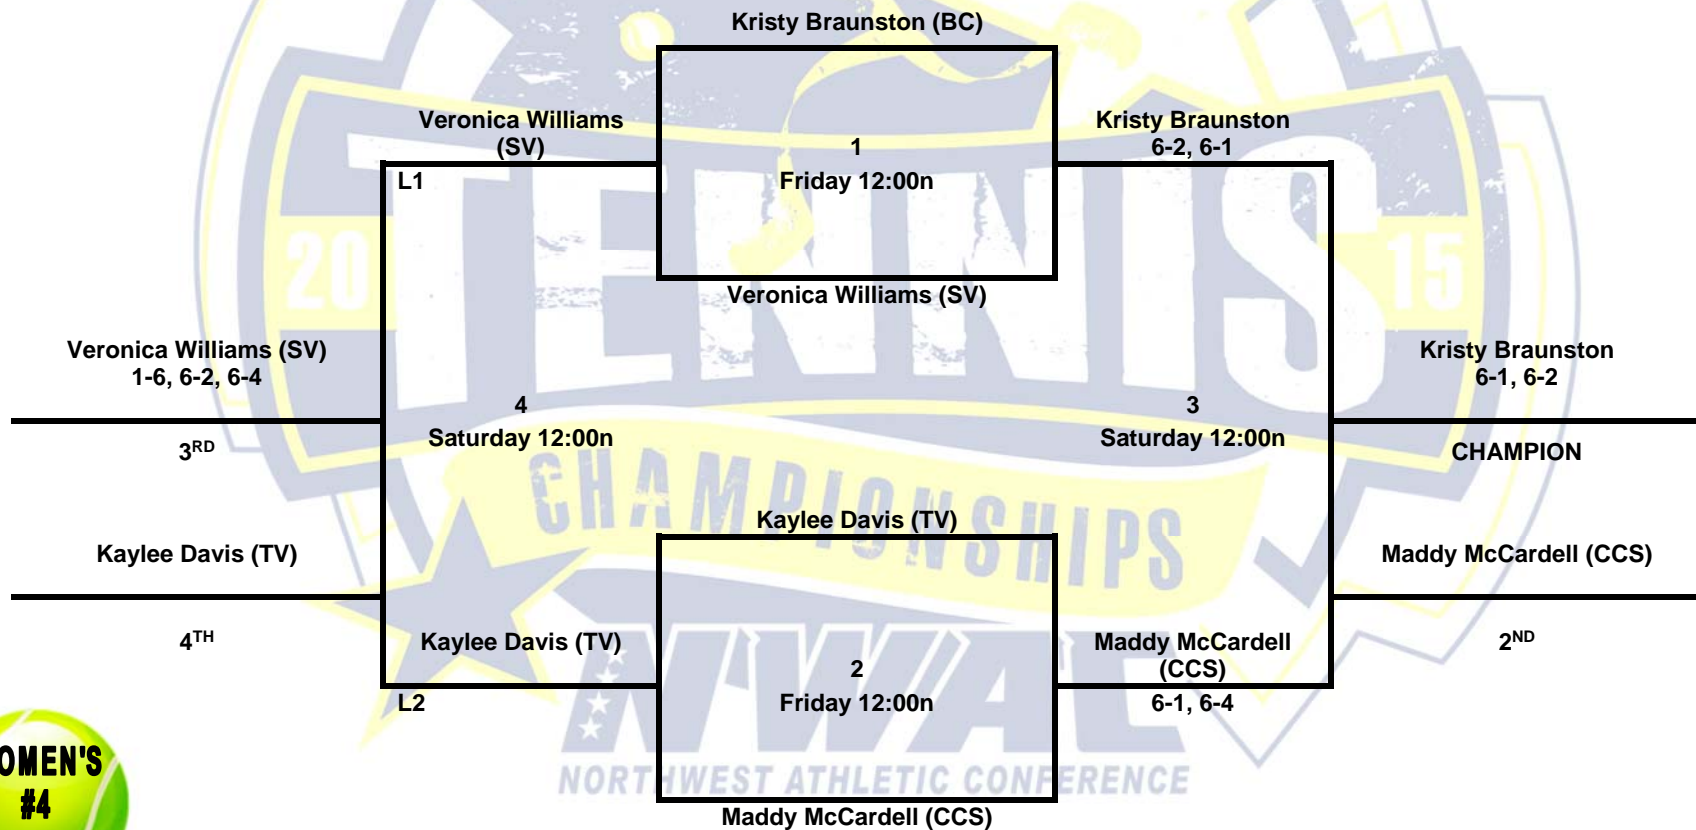 Kristy Braunston (BC)
Veronica Williams
(SV)
L1
1
Friday 12:00n
Kristy Braunston
6-2, 6-1
Veronica Williams (SV)
20
TENNIS
15
Veronica Williams (SV)
1-6, 6-2, 6-4
3RD
4
Saturday 12:00n
3
Saturday 12:00n
Kristy Braunston
6-1, 6-2
CHAMPION
CHAMPIONSHIPS
Kaylee Davis (TV)
Kaylee Davis (TV)
4TH
Maddy McCardell (CCS)
2ND
Kaylee Davis (TV)
L2
2
Friday 12:00n
Maddy McCardell
(CCS)
6-1, 6-4
NWAC
NORTHWEST ATHLETIC CONFERENCE
Maddy McCardell (CCS)
OMEN'S
#4